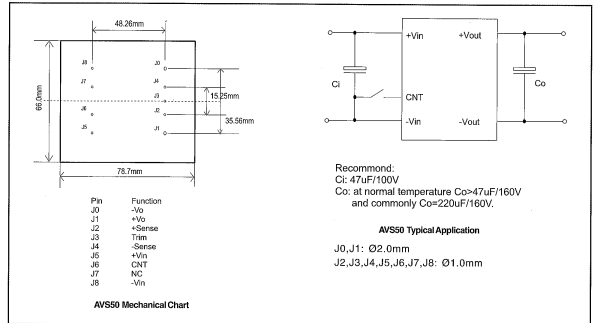 48.26mm
J8
J0
J7
J4
J3
15.25mm
66.0mm
J6
J2
35.56mm
J5
J1
78.7mm
Pin Function
J0 -Vo
J1 +Vo
J2 +Sense
J3 Trim
J4 -Sense
J5 +Vin
J6 CNT
J7 NC
J8 -Vin
AVS50 Mechanical Chart
+Vin +Vout
Ci
CNT
Co
-Vin -Vout
Recommond:
Ci: 47uF/100V
Co: at normal temperature Co>47uF/160V
and commonly Co=220uF/160V.
AVS50 Typical Application
J0,J1: Ø2.0mm
J2,J3,J4,J5,J6,J7,J8: Ø1.0mm